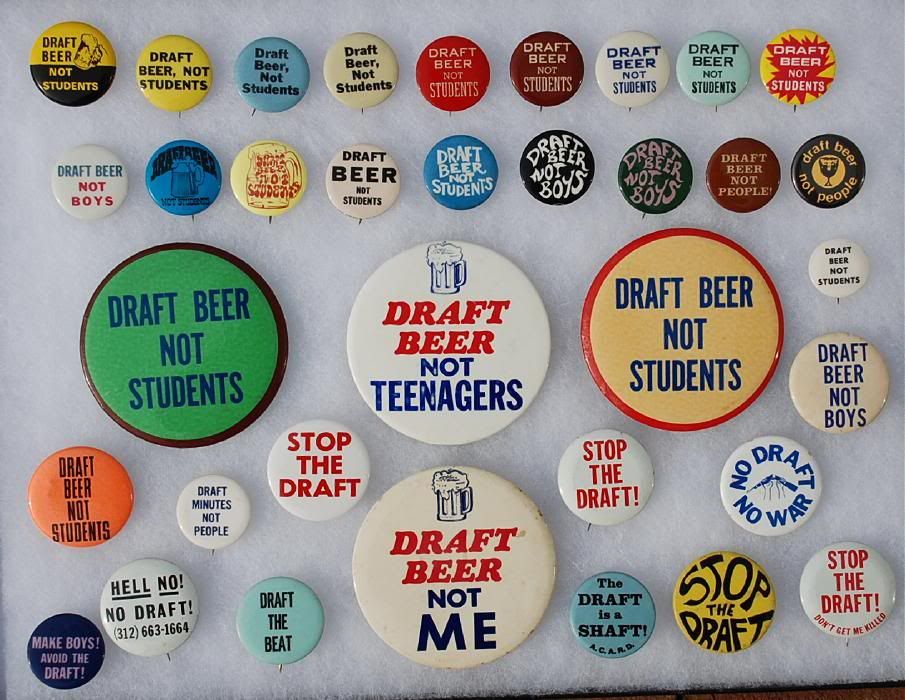 DRAFT
BEER
NOT
STUDENTS
DRAFT
BEER, NOT
STUDENTS
Draft
Beer,
Not
Students
Draft
Beer,
Not
Students
DRAFT
BEER
NOT
STUDENTS
DRAFT
BEER
NOT
STUDENTS
DRAFT
BEER
NOT
STUDENTS
DRAFT
BEER
NOT
STUDENTS
DRAFT
BEER
NOT
STUDENTS
DRAFT BEER
NOT
BOYS
DRAFT BEER
NOT STUDENTS
DRAFT
BEER
NOT
STUDENTS
DRAFT
BEER
NOT
STUDENTS
DRAFT
BEER
NOT
STUDENTS
DRAFT
BEER
NOT
BOYS
DRAFT
BEER
NOT
BOYS
DRAFT
BEER
NOT
PEOPLE!
draft beer
not people
DRAFT BEER
NOT
STUDENTS
DRAFT
BEER
NOT
TEENAGERS
DRAFT BEER
NOT
STUDENTS
DRAFT
BEER
NOT
STUDENTS
DRAFT
BEER
NOT
BOYS
DRAFT
BEER
NOT
STUDENTS
DRAFT
MINUTES
NOT
PEOPLE
STOP
THE
DRAFT
DRAFT
BEER
NOT
ME
STOP
THE
DRAFT!
NO DRAFT
NO WAR
MAKE BOYS!
AVOID THE
DRAFT!
HELL NO!
NO DRAFT!
(312) 663-1664
DRAFT
THE
BEAT
The
DRAFT
is a
SHAFT!
A.C.A.R.D.
STOP
THE
DRAFT
STOP
THE
DRAFT!
DON'T GET ME KILLED